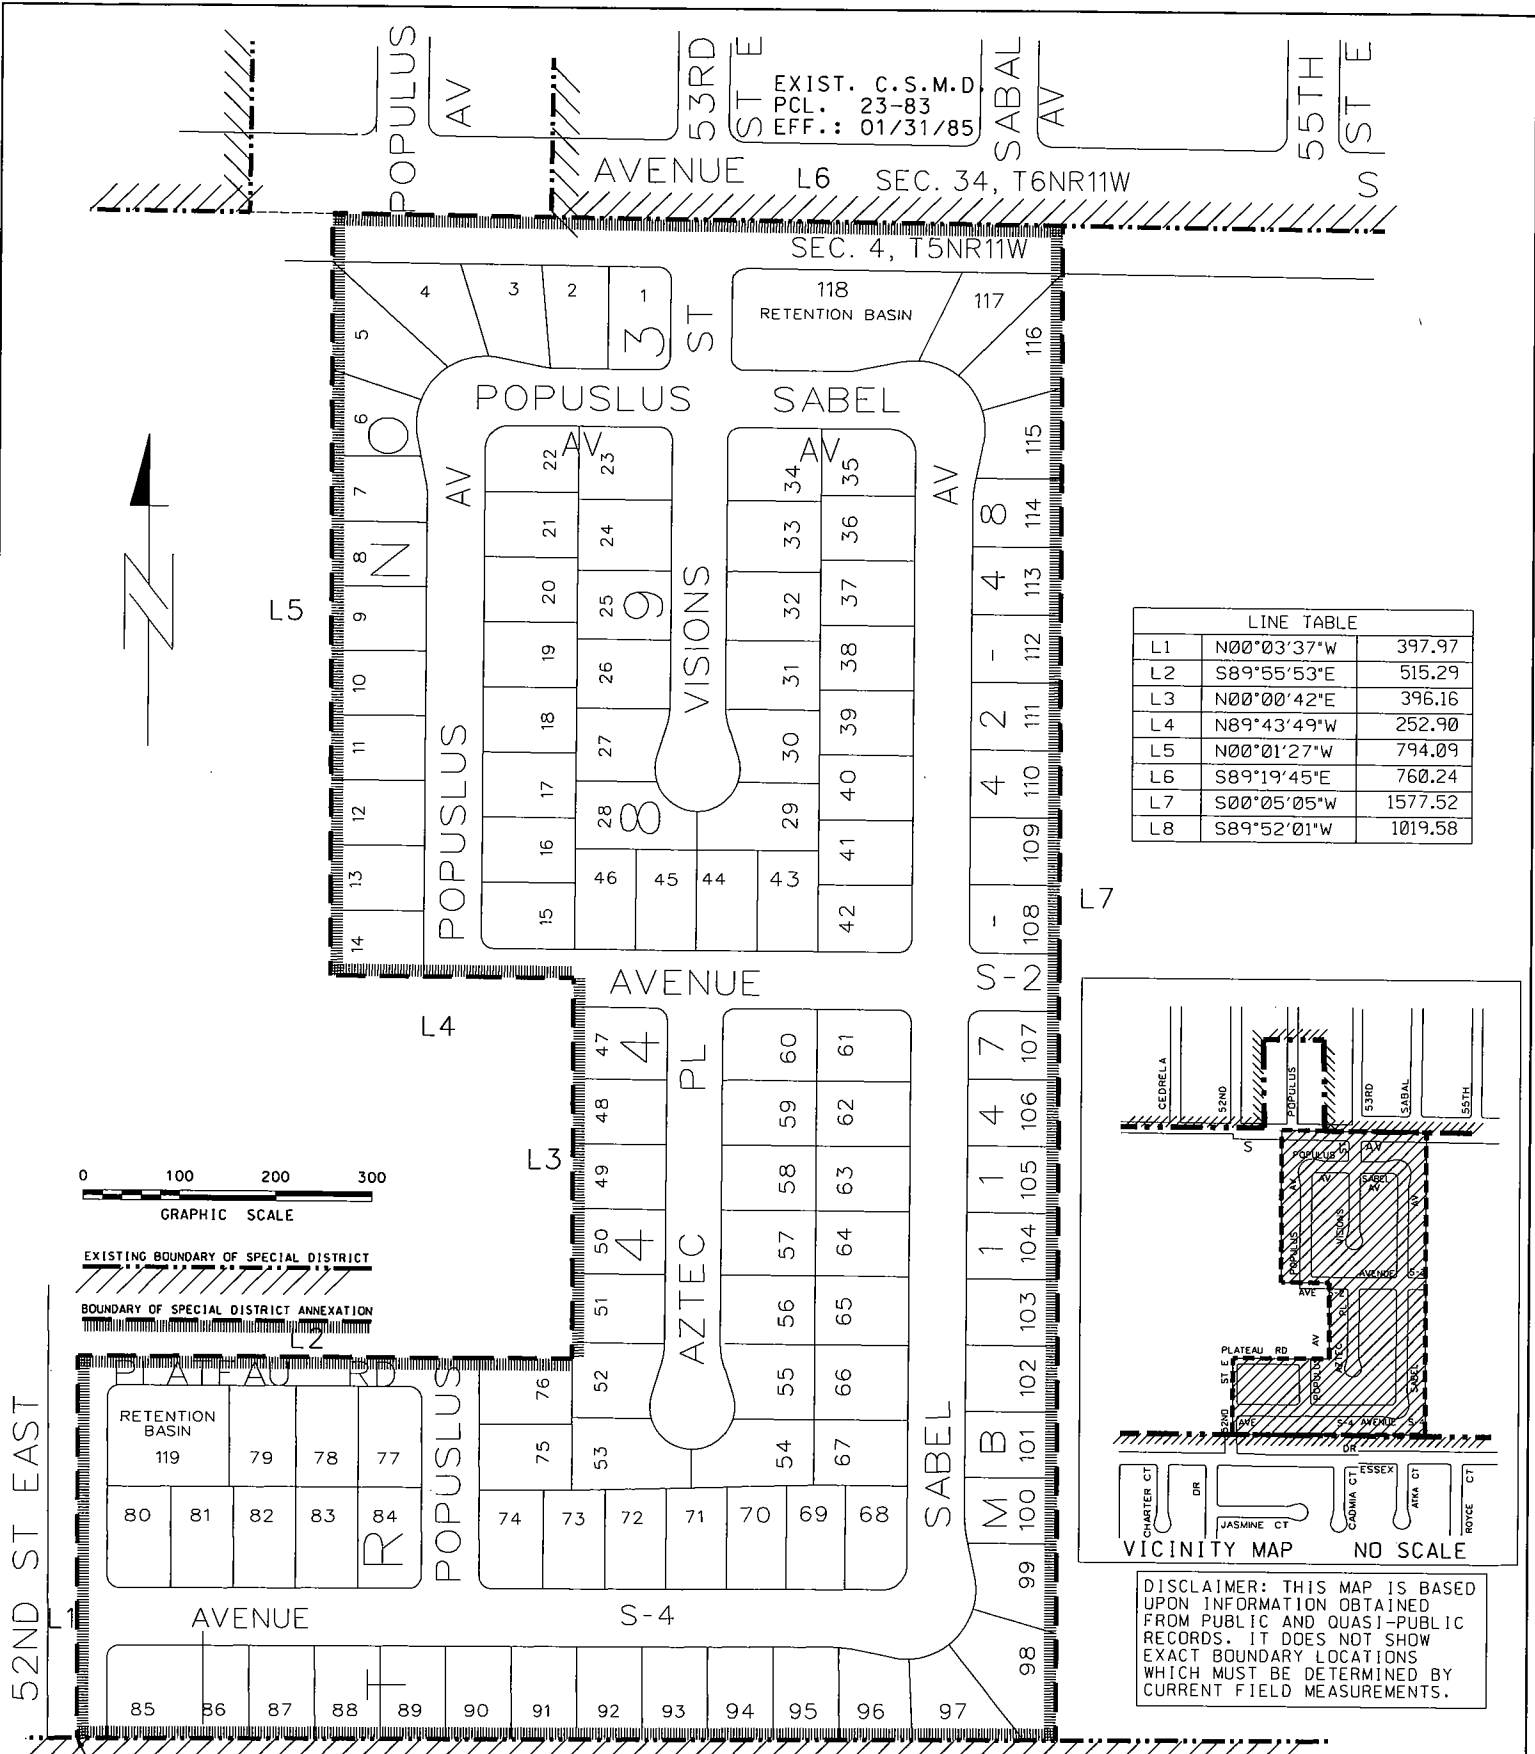 POPULUS
AV
53RD
ST E
SABAL
AV
55TH
ST E
EXIST. C.S.M.D.
PCL. 23-83
EFF.: 01/31/85
AVENUE
L6
SEC. 34, T6NR11W
S
SEC. 4, T5NR11W
4
3
2
1
118
RETENTION BASIN
117
5
3
ST
116
POPUSLUS
AV
SABEL
AV
6
O
115
22
23
34
35
AV
AV
7
21
24
33
36
8
114
8
N
20
25
9
32
37
4
113
L5
9
VISIONS
19
26
31
38
-
112
10
18
27
30
39
2
111
11
POPUSLUS
17
28
8
29
40
4
110
12
16
41
109
13
46
45
44
43
15
42
-
108
14
L7
LINE TABLE
L1 N00°03'37"W 397.97
L2 S89°55'53"E 515.29
L3 N00°00'42"E 396.16
L4 N89°43'49"W 252.90
L5 N00°01'27"W 794.09
L6 S89°19'45"E 760.24
L7 S00°05'05"W 1577.52
L8 S89°52'01"W 1019.58
AVENUE
S-2
L4
47
4
PL
60
61
7
107
48
59
62
4
106
L3
49
58
63
1
105
50
4
57
64
1
104
51
AZTEC
56
65
103
52
55
66
102
53
54
67
B
101
0 100 200 300
GRAPHIC SCALE
EXISTING BOUNDARY OF SPECIAL DISTRICT
BOUNDARY OF SPECIAL DISTRICT ANNEXATION
L2
PLATEAU RD
POPUSLUS
76
75
SABEL
RETENTION
BASIN
119
79
78
77
80
81
82
83
84
R
74
73
72
71
70
69
68
M
100
99
52ND ST EAST
L1
AVENUE
S-4
98
T
85
86
87
88
89
90
91
92
93
94
95
96
97
CEDRELA
52ND
POPULUS
53RD
SABAL
55TH
S
AV
POPULUS
ST
AV
SABEL
AV
AV
AV
VISIONS
POPULUS
AVENUE
S-2
AVE
S-2
PL
AV
PLATEAU RD
ST E
AZTEC
POPULUS
SABEL
52ND
AVE
S-4
AVENUE
S-4
DR
ESSEX
CHARTER CT
DR
JASMINE CT
CADMIA CT
ATKA CT
ROYCE CT
VICINITY MAP NO SCALE
DISCLAIMER: THIS MAP IS BASED
UPON INFORMATION OBTAINED
FROM PUBLIC AND QUASI-PUBLIC
RECORDS. IT DOES NOT SHOW
EXACT BOUNDARY LOCATIONS
WHICH MUST BE DETERMINED BY
CURRENT FIELD MEASUREMENTS.